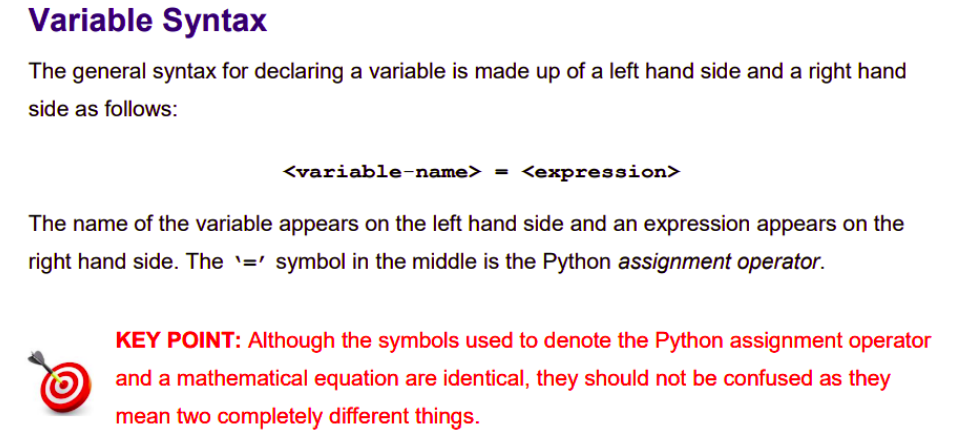 Variable Syntax
The general syntax for declaring a variable is made up of a left hand side and a right hand
side as follows:
<variable-name> = <expression>
The name of the variable appears on the left hand side and an expression appears on the
right hand side. The ‵=′ symbol in the middle is the Python assignment operator.
KEY POINT: Although the symbols used to denote the Python assignment operator
and a mathematical equation are identical, they should not be confused as they
mean two completely different things.